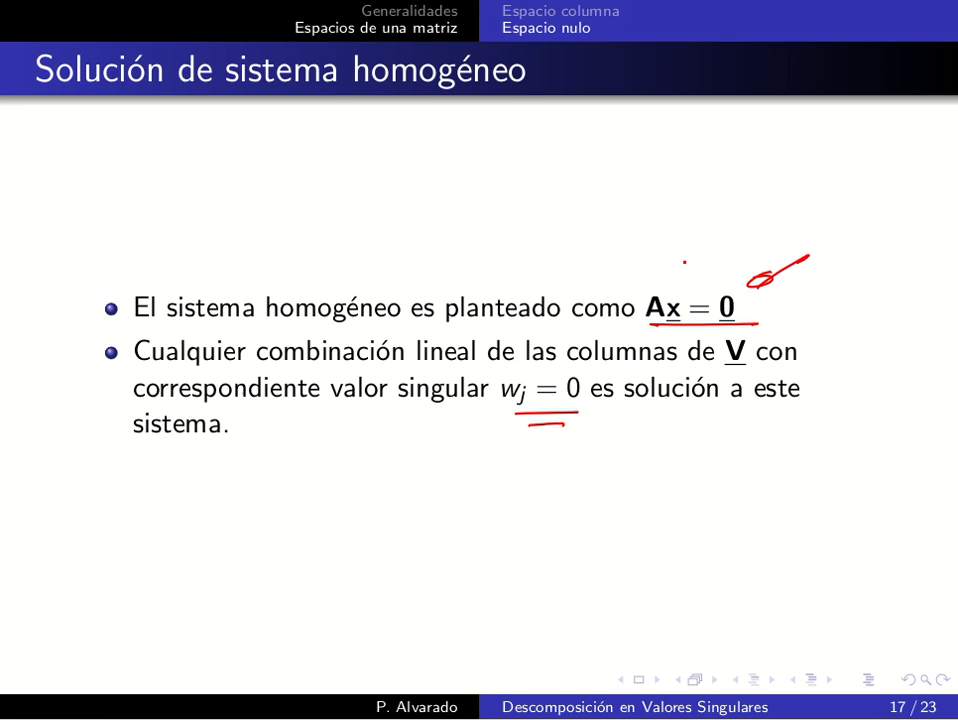 Generalidades Espacio columna
Espacios de una matriz Espacio nulo
Solución de sistema homogéneo
El sistema homogéneo es planteado como Ax = 0
Cualquier combinación lineal de las columnas de V con
correspondiente valor singular wj = 0 es solución a este
sistema.
P. Alvarado Descomposición en Valores Singulares 17 / 23